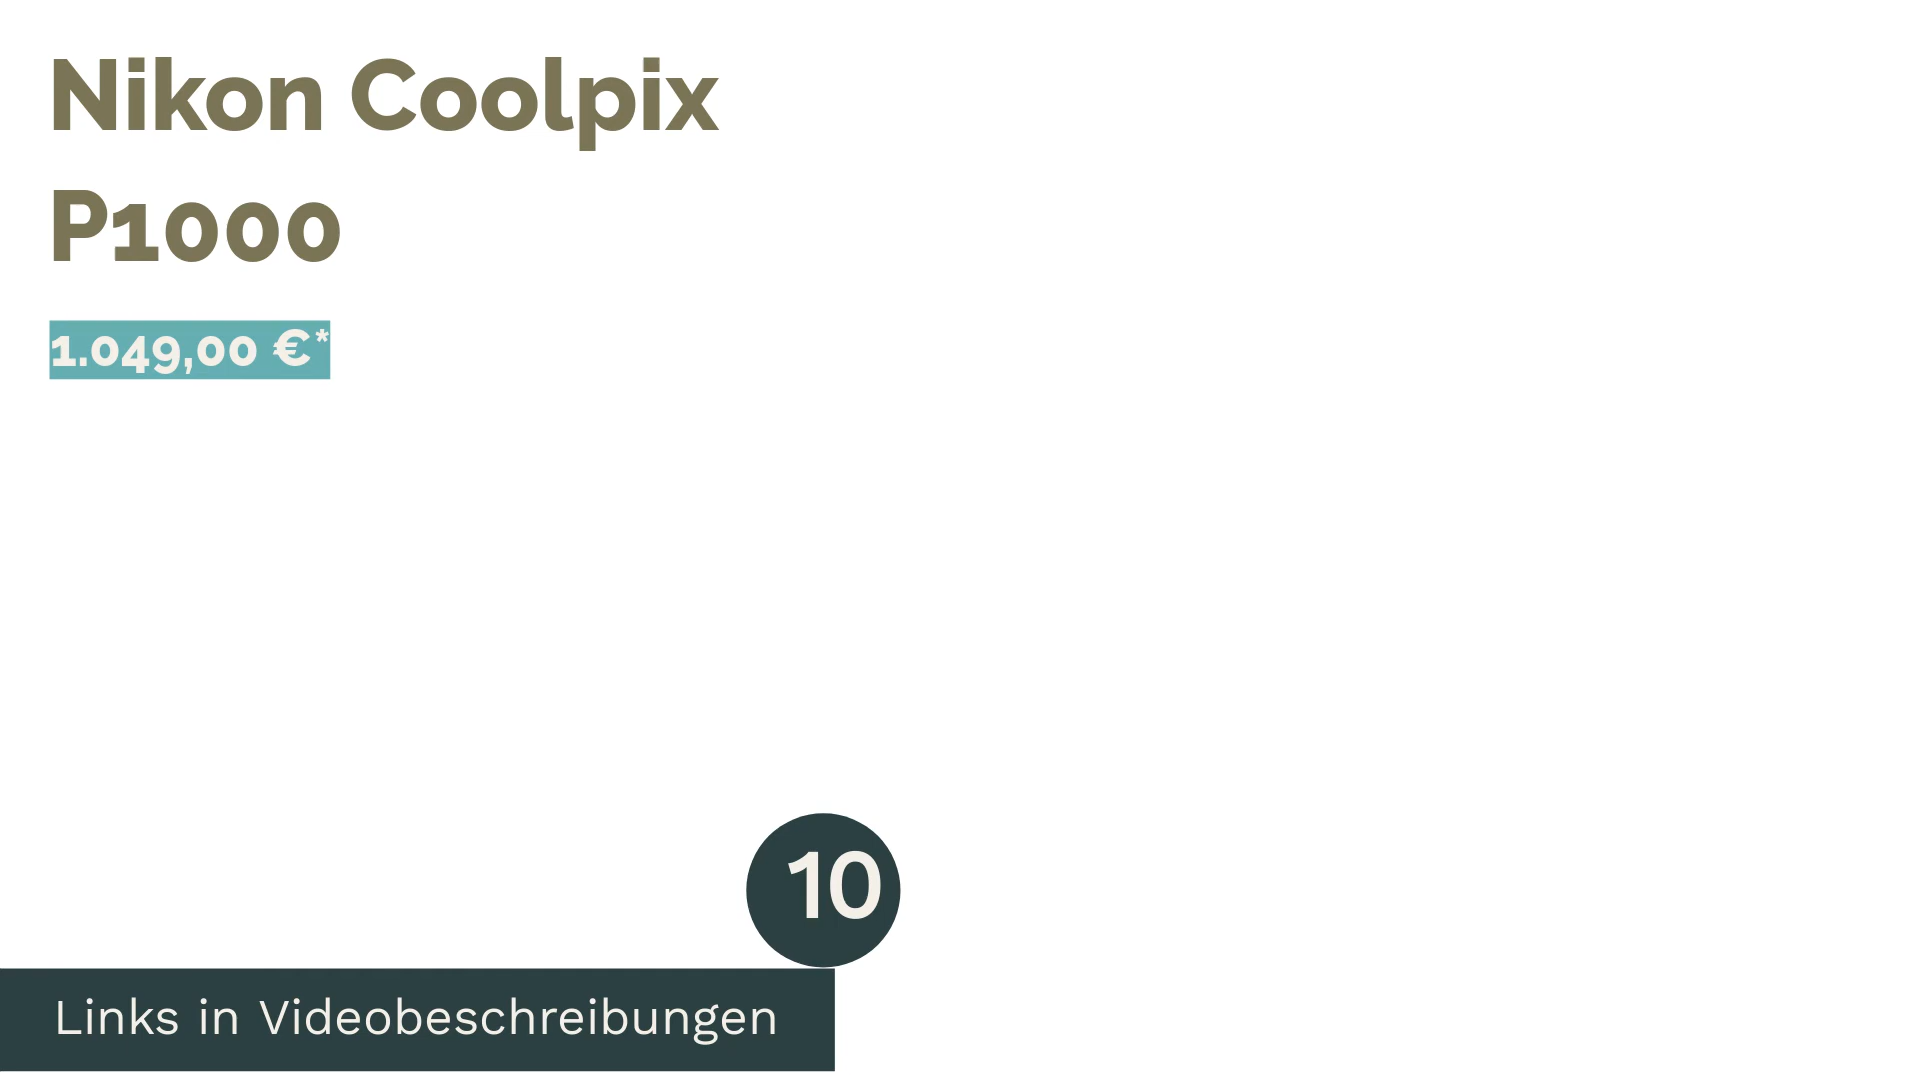 Nikon Coolpix
P1000
1.049,00 €*
10
Links in Videobeschreibungen